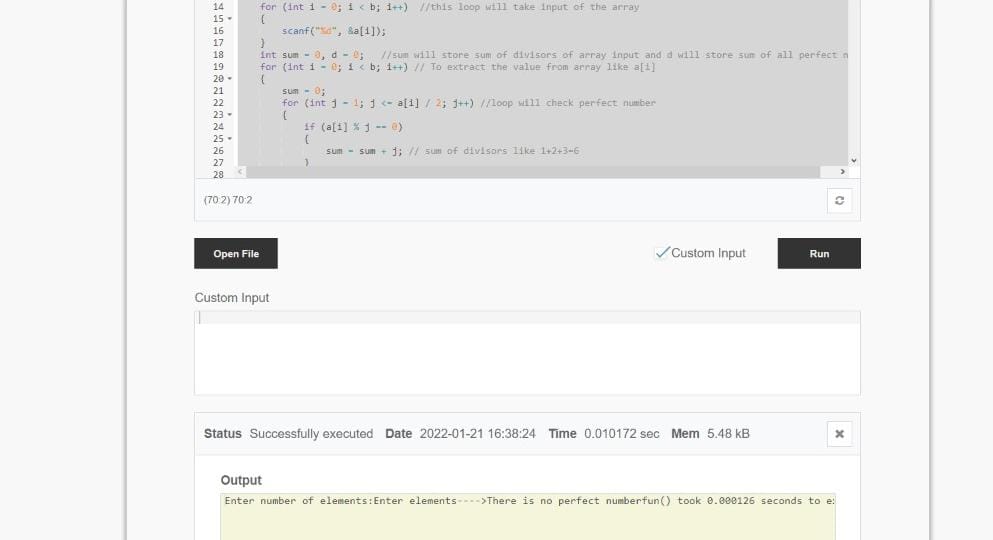 14 for (int i = 0; i < b; i++) //this loop will take input of the array
15 {
16 scanf("%d", &a[i]);
17 }
18 int sum = 0, d = 0; //sum will store sum of divisors of array input and d will store sum of all perfect n
19 for (int i = 0; i < b; i++) // To extract the value from array like a[i]
20 {
21 sum = 0;
22 for (int j = 1; j <= a[i] / 2; j++) //loop will check perfect number
23 {
24 if (a[i] % j == 0)
25 {
26 sum = sum + j; // sum of divisors like 1+2+3=6
27 }
28
(70:2) 70:2
Open File Custom Input Run
Custom Input
Status Successfully executed Date 2022-01-21 16:38:24 Time 0.010172 sec Mem 5.48 kB
Output
Enter number of elements:Enter elements---->There is no perfect numberfun() took 0.000126 seconds to ex